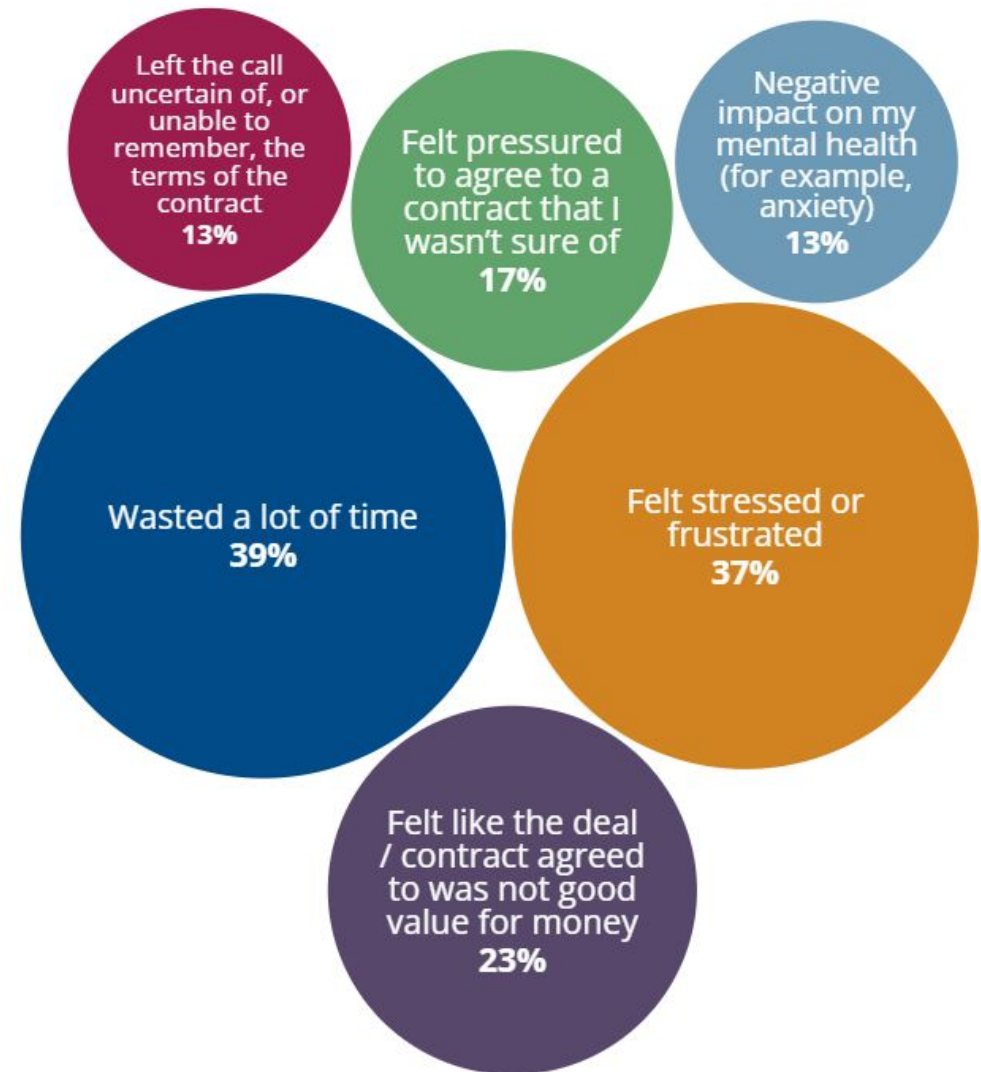 Left the call
uncertain of, or
unable to
remember, the
terms of the
contract
13%
Felt pressured
to agree to a
contract that I
wasn’t sure of
17%
Negative
impact on my
mental health
(for example,
anxiety)
13%
Wasted a lot of time
39%
Felt stressed or
frustrated
37%
Felt like the deal
/ contract agreed
to was not good
value for money
23%